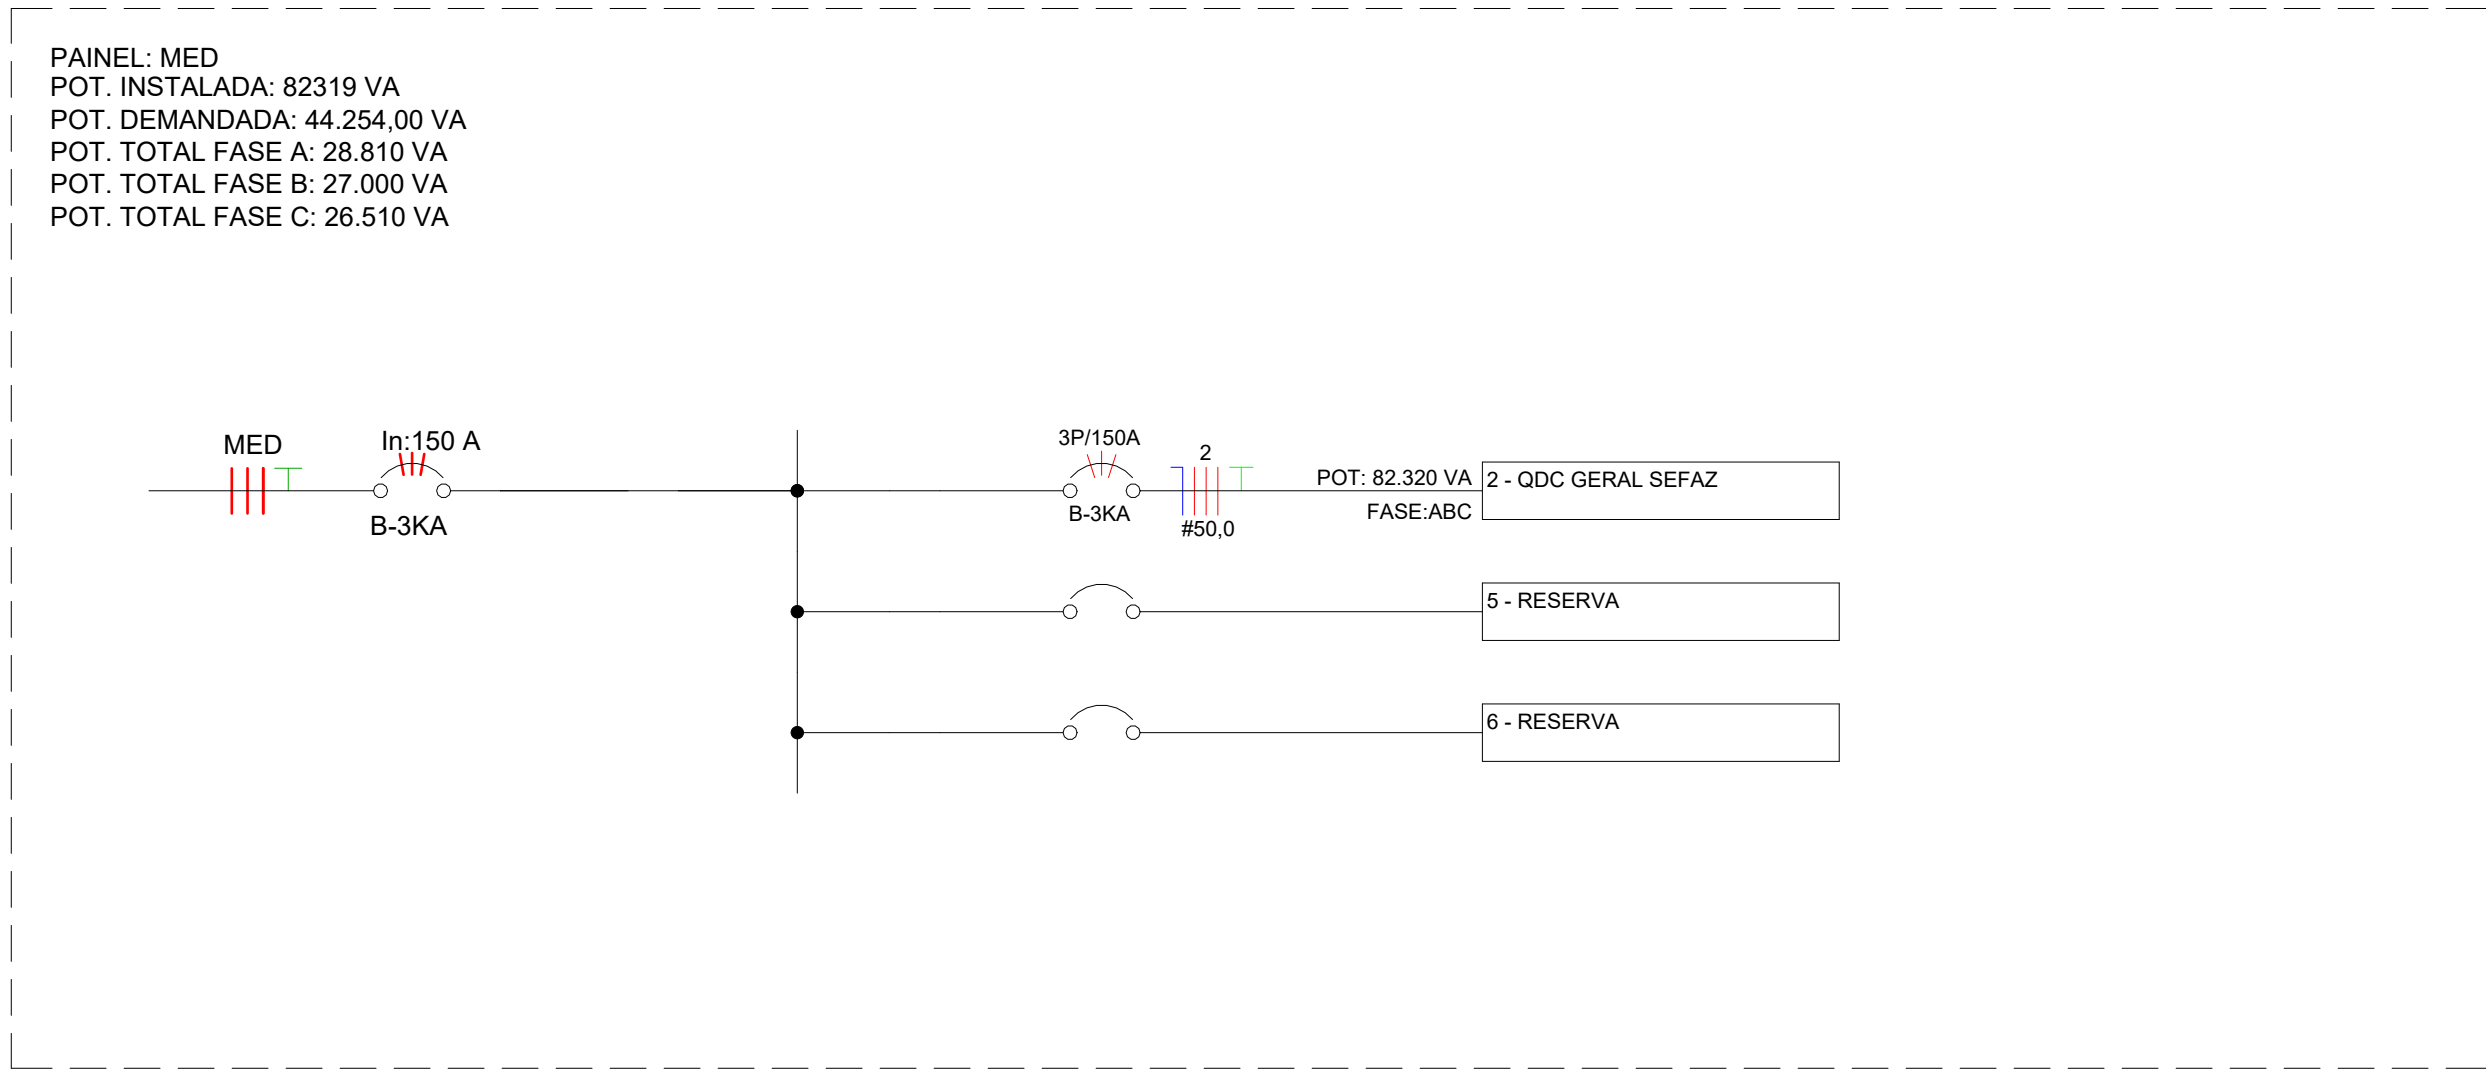 PAINEL: MED
POT. INSTALADA: 82319 VA
POT. DEMANDADA: 44.254,00 VA
POT. TOTAL FASE A: 28.810 VA
POT. TOTAL FASE B: 27.000 VA
POT. TOTAL FASE C: 26.510 VA
MED
In:150 A
B-3KA
3P/150A
B-3KA
2
#50,0
POT: 82.320 VA
FASE:ABC
2 - QDC GERAL SEFAZ
5 - RESERVA
6 - RESERVA